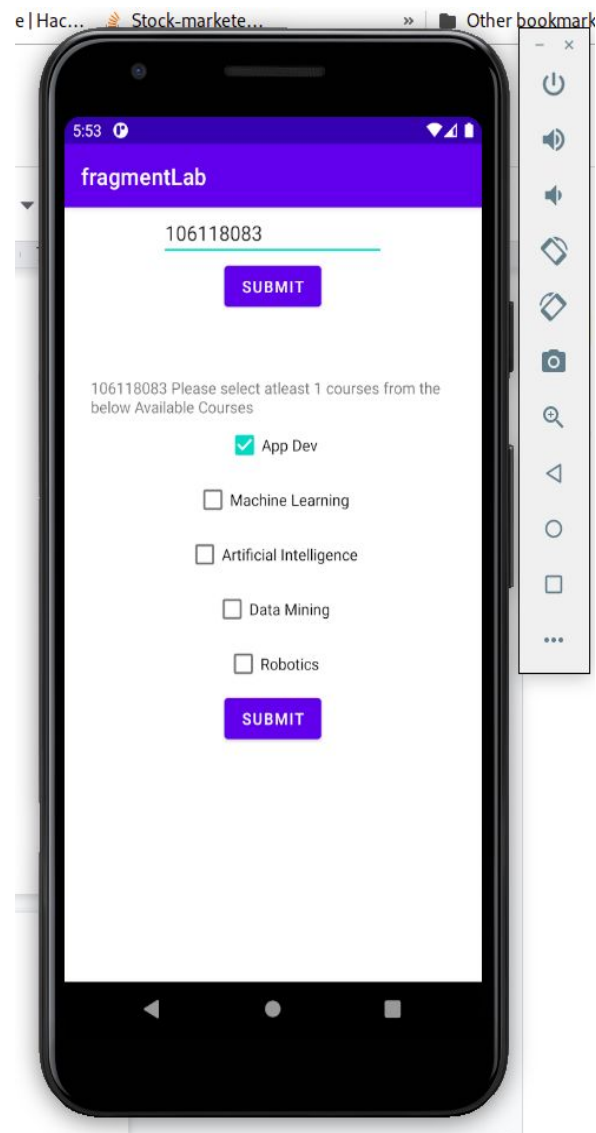 e | Hac... Stock-markete... » Other bookmark
5:53
fragmentLab
106118083
SUBMIT
106118083 Please select atleast 1 courses from the
below Available Courses
App Dev
Machine Learning
Artificial Intelligence
Data Mining
Robotics
SUBMIT